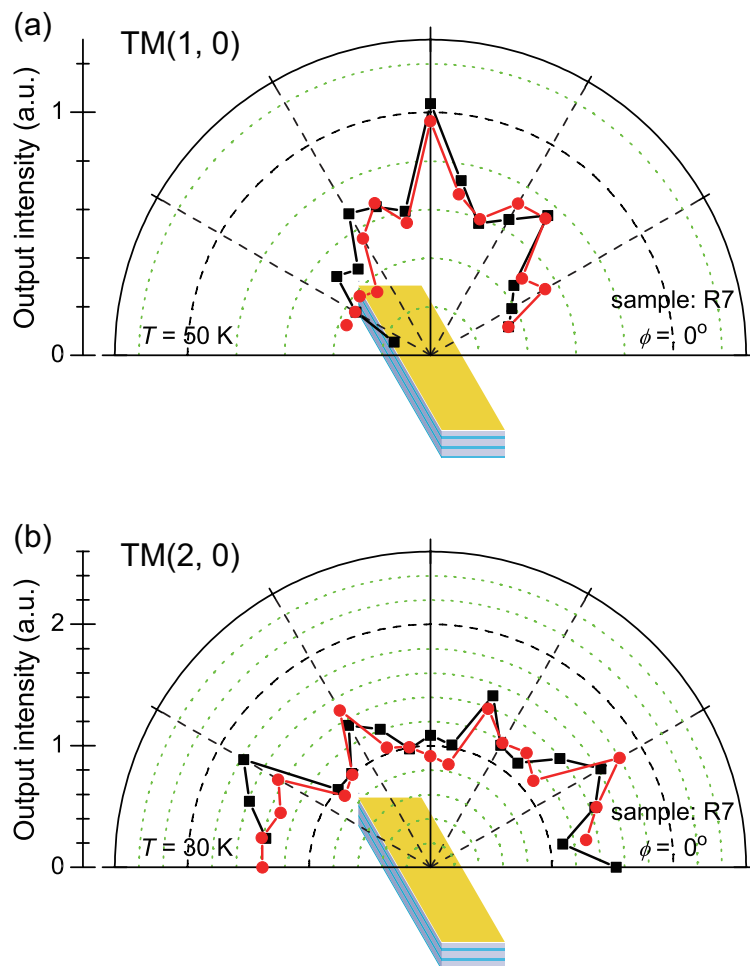 (a)
TM(1, 0)
Output intensity (a.u.)
1
0
T = 50 K
sample: R7
ϕ = 0°
(b)
TM(2, 0)
Output intensity (a.u.)
2
1
0
T = 30 K
sample: R7
ϕ = 0°